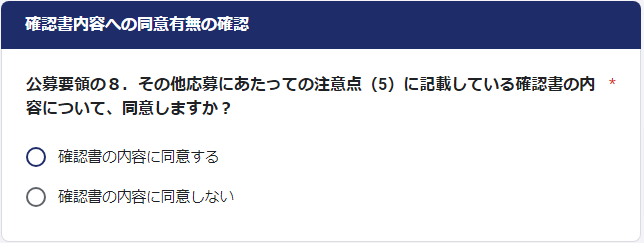 確認書内容への同意有無の確認
公募要領の８．その他応募にあたっての注意点（5）に記載している確認書の内 *
容について、同意しますか？
確認書の内容に同意する
確認書の内容に同意しない